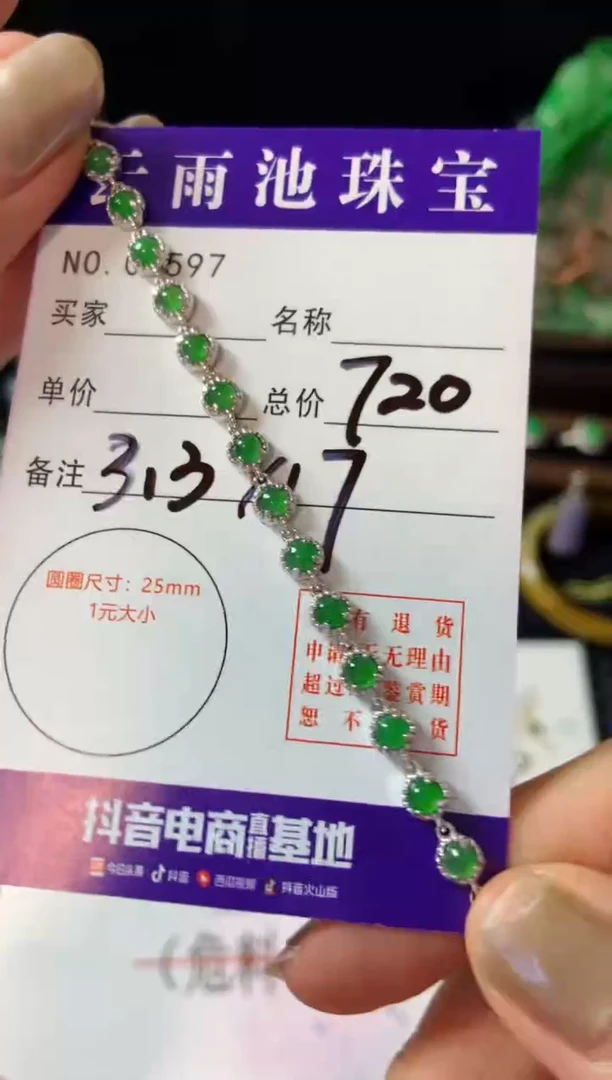 雨池珠宝
NO. 597
买家 名称
单价 总价 720
备注 313 17
圆圈尺寸：25mm
1元大小
有退货
申请 无理由
超过 鉴赏期
恕不 货
抖音电商直播基地
今日头条 抖音 西瓜视频 抖音火山版